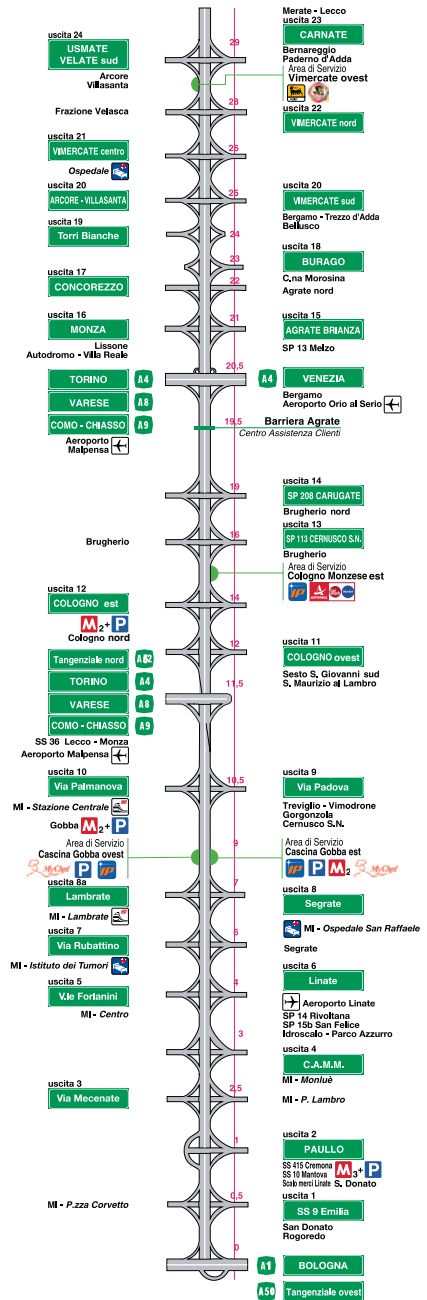 Merate - Lecco
uscita 24
uscita 23
USMATE
VELATE sud
29
CARNATE
Arcore
Villasanta
Bernareggio
Paderno d'Adda
Area di Servizio
Vimercate ovest
Frazione Velasca
28
uscita 22
VIMERCATE nord
uscita 21
VIMERCATE centro
26
Ospedale
uscita 20
ARCORE - VILLASANTA
25
uscita 20
VIMERCATE sud
Bergamo - Trezzo d'Adda
Bellusco
uscita 19
Torri Bianche
24
uscita 18
BURAGO
23
uscita 17
CONCOREZZO
22
C.na Morosina
Agrate nord
uscita 16
MONZA
21
uscita 15
AGRATE BRIANZA
Lissone
Autodromo - Villa Reale
SP 13 Melzo
20,5
TORINO A4
A4 VENEZIA
VARESE A8
Bergamo
Aeroporto Orio al Serio
COMO - CHIASSO A9
19,5
Barriera Agrate
Centro Assistenza Clienti
Aeroporto
Malpensa
19
uscita 14
SP 208 CARUGATE
Brugherio nord
Brugherio
16
uscita 13
SP 113 CERNUSCO S.N.
Brugherio
Area di Servizio
Cologno Monzese est
IP
uscita 12
COLOGNO est
14
M2+P
Cologno nord
12
uscita 11
COLOGNO ovest
Tangenziale nord A52
Sesto S. Giovanni sud
S. Maurizio al Lambro
TORINO A4
11,5
VARESE A8
COMO - CHIASSO A9
SS 36 Lecco - Monza
Aeroporto Malpensa
uscita 10
Via Palmanova
10,5
uscita 9
Via Padova
MI - Stazione Centrale
Gobba M2+P
Treviglio - Vimodrone
Gorgonzola
Cernusco S.N.
Area di Servizio
Cascina Gobba ovest
MyChef P IP
9
Area di Servizio
Cascina Gobba est
IP P M2 MyChef
uscita 8a
Lambrate
7
uscita 8
Segrate
MI - Lambrate
MI - Ospedale San Raffaele
uscita 7
Via Rubattino
6
Segrate
MI - Istituto dei Tumori
uscita 6
Linate
uscita 5
V.le Forlanini
4
Aeroporto Linate
MI - Centro
SP 14 Rivoltana
SP 15b San Felice
Idroscalo - Parco Azzurro
3
uscita 4
C.A.M.M.
MI - Monluè
uscita 3
Via Mecenate
2,5
MI - P. Lambro
uscita 2
PAULLO
1
SS 415 Cremona
SS 10 Mantova
Scalo merci Linate
M3+P
S. Donato
MI - P.zza Corvetto
0,5
uscita 1
SS 9 Emilia
San Donato
Rogoredo
0
A1 BOLOGNA
A50 Tangenziale ovest